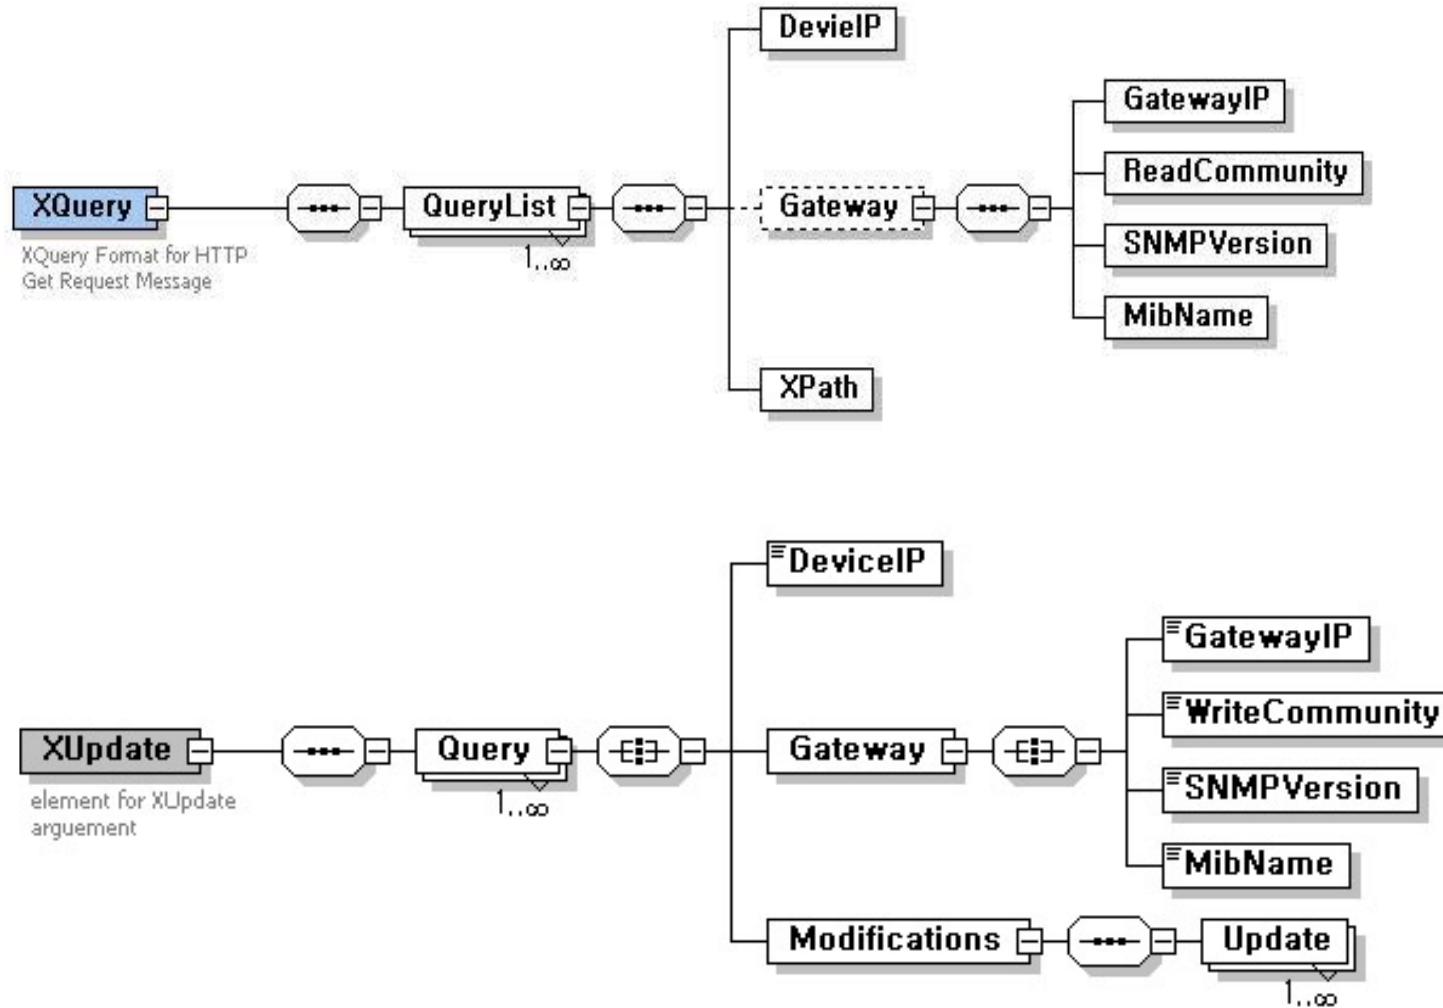 DevieIP
GatewayIP
ReadCommunity
XQuery
QueryList
Gateway
1..∞
XQuery Format for HTTP
Get Request Message
SNMPVersion
MibName
XPath
DeviceIP
GatewayIP
WriteCommunity
XUpdate
Query
Gateway
1..∞
element for XUpdate
arguement
SNMPVersion
MibName
Modifications
Update
1..∞